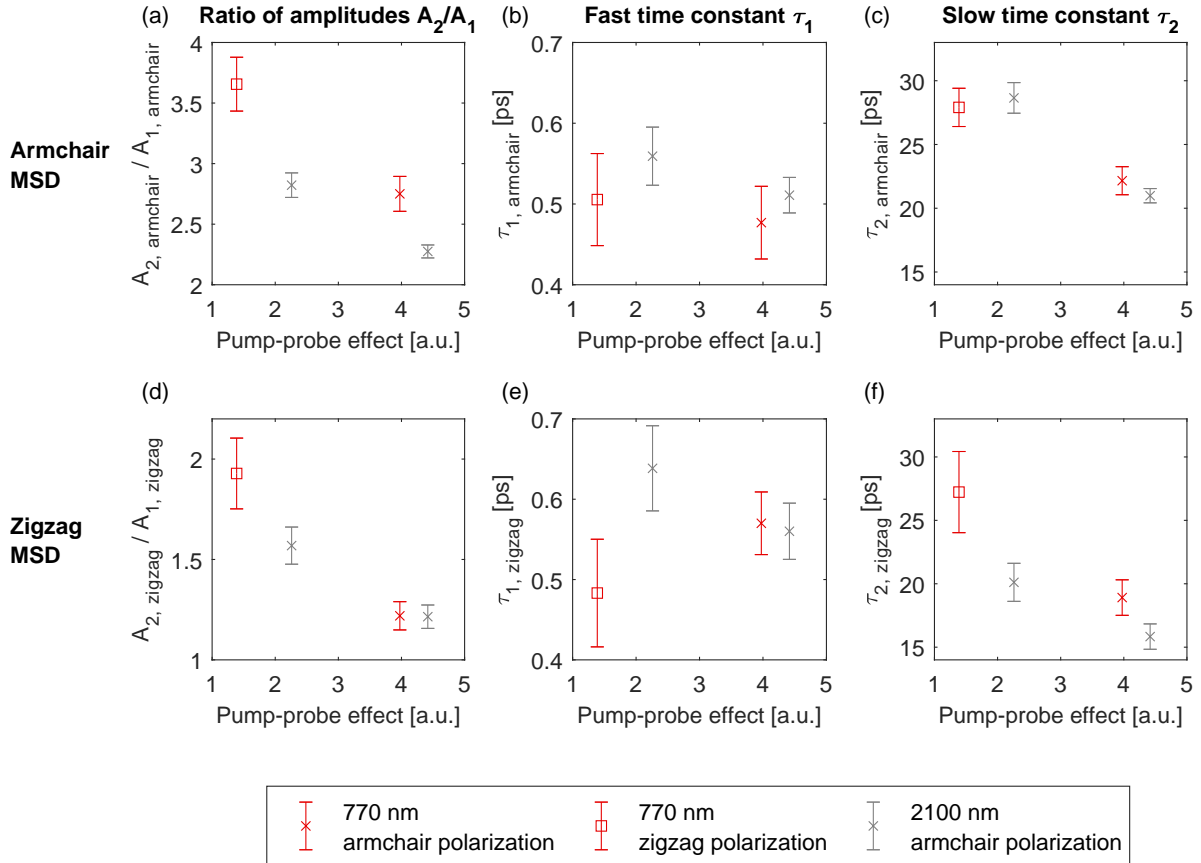 (a) Ratio of amplitudes A2/A1
(b) Fast time constant τ1
(c) Slow time constant τ2
Armchair
MSD
A2, armchair / A1, armchair
4
3.5
3
2.5
2
1 2 3 4 5
Pump-probe effect [a.u.]
τ1, armchair [ps]
0.7
0.6
0.5
0.4
1 2 3 4 5
Pump-probe effect [a.u.]
τ2, armchair [ps]
30
25
20
15
1 2 3 4 5
Pump-probe effect [a.u.]
(d)
(e)
(f)
Zigzag
MSD
A2, zigzag / A1, zigzag
2
1.5
1
1 2 3 4 5
Pump-probe effect [a.u.]
τ1, zigzag [ps]
0.7
0.6
0.5
0.4
1 2 3 4 5
Pump-probe effect [a.u.]
τ2, zigzag [ps]
30
25
20
15
1 2 3 4 5
Pump-probe effect [a.u.]
770 nm
armchair polarization
770 nm
zigzag polarization
2100 nm
armchair polarization